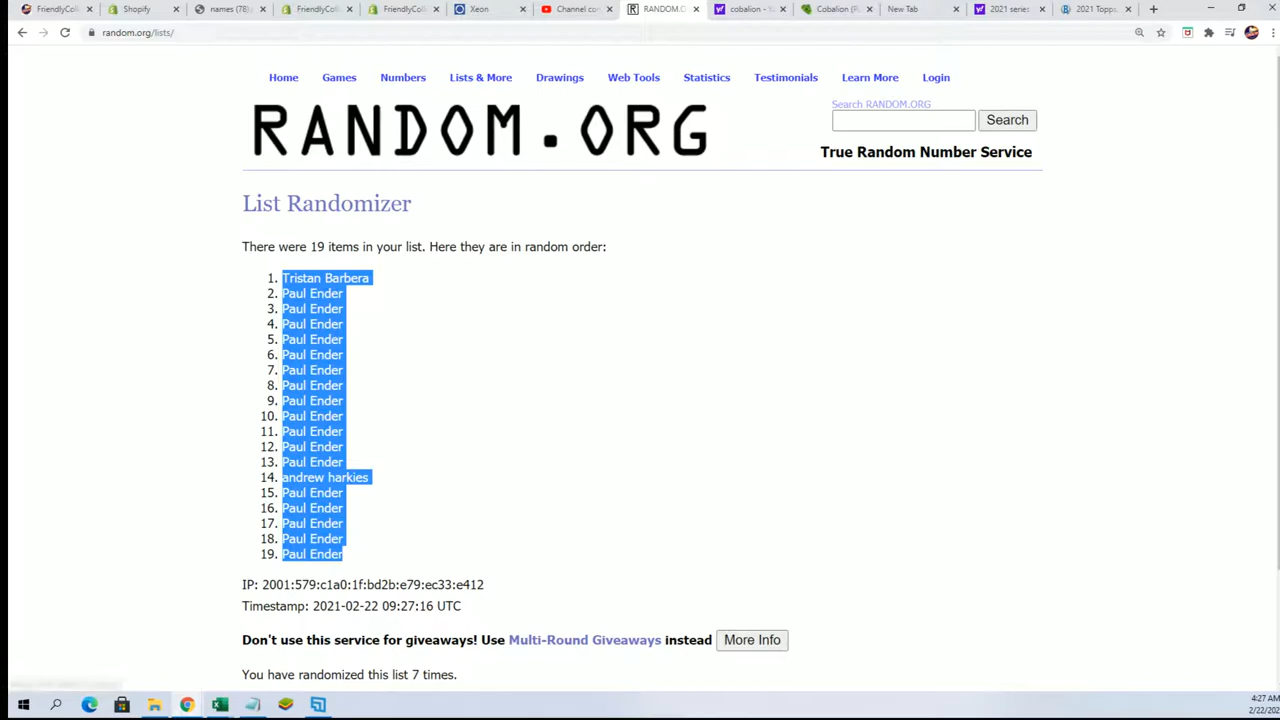 FriendlyColl
Shopify
names (78)
FriendlyColl
FriendlyColl
Xeon
Channel con
RANDOM.O
cobalion - Y
Cobalion (P
New Tab
2021 series
2021 Topps
random.org/lists/
Home Games Numbers Lists & More Drawings Web Tools Statistics Testimonials Learn More Login
RANDOM.ORG
Search RANDOM.ORG
Search
True Random Number Service
List Randomizer
There were 19 items in your list. Here they are in random order:
1. Tristan Barbera
2. Paul Ender
3. Paul Ender
4. Paul Ender
5. Paul Ender
6. Paul Ender
7. Paul Ender
8. Paul Ender
9. Paul Ender
10. Paul Ender
11. Paul Ender
12. Paul Ender
13. Paul Ender
14. andrew harkies
15. Paul Ender
16. Paul Ender
17. Paul Ender
18. Paul Ender
19. Paul Ender
IP: 2001:579:c1a0:1f:bd2b:e79:ec33:e412
Timestamp: 2021-02-22 09:27:16 UTC
Don't use this service for giveaways! Use Multi-Round Giveaways instead More Info
You have randomized this list 7 times.
4:27 AM
2/22/202